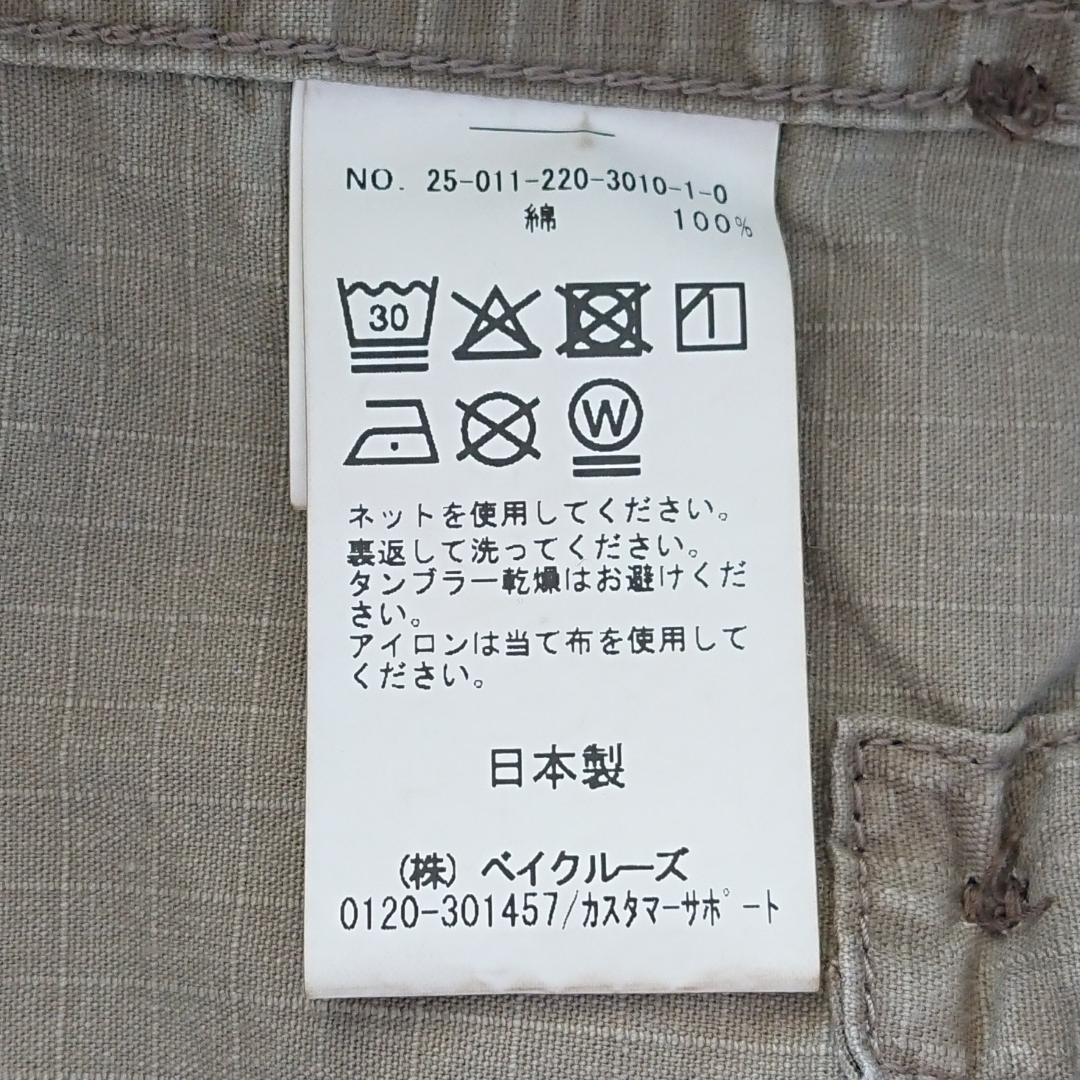 NO. 25-011-220-3010-1-0
綿 100%
30
W
ネットを使用してください。
裏返して洗ってください。
タンブラー乾燥はお避けくだ
さい。
アイロンは当て布を使用して
ください。
日本製
(株) ベイクルーズ
0120-301457/カスタマーサポート